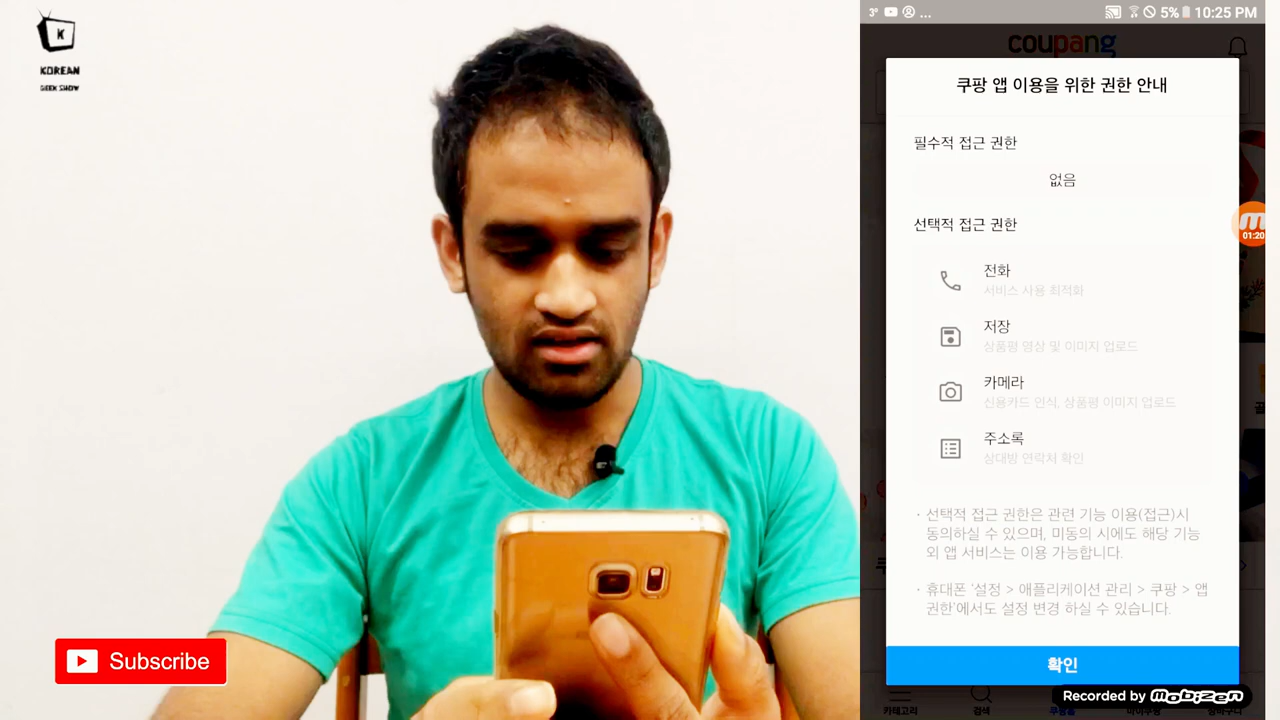 K
KOREAN
GEEK SHOW
Subscribe
3° ... 5% 10:25 PM
coupang
쿠팡 앱 이용을 위한 권한 안내
필수적 접근 권한
없음
선택적 접근 권한
전화
서비스 사용 최적화
저장
상품평 영상 및 이미지 업로드
카메라
신용카드 인식, 상품평 이미지 업로드
주소록
상대방 연락처 확인
· 선택적 접근 권한은 관련 기능 이용(접근)시
동의하실 수 있으며, 미동의 시에도 해당 기능
외 앱 서비스는 이용 가능합니다.
· 휴대폰 '설정 > 애플리케이션 관리 > 쿠팡 > 앱
권한'에서도 설정 변경 하실 수 있습니다.
확인
01:20
Recorded by mobizen
카테고리 검색